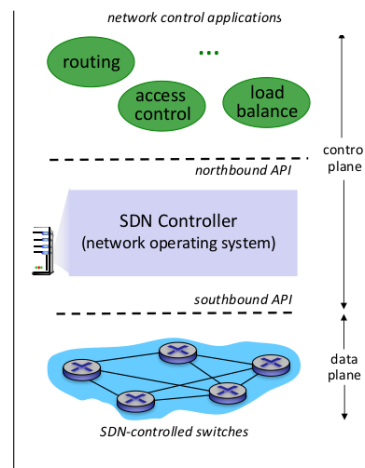 network control applications
routing
...
access
control
load
balance
contro
plane
northbound API
SDN Controller
(network operating system)
southbound API
data
plane
SDN-controlled switches